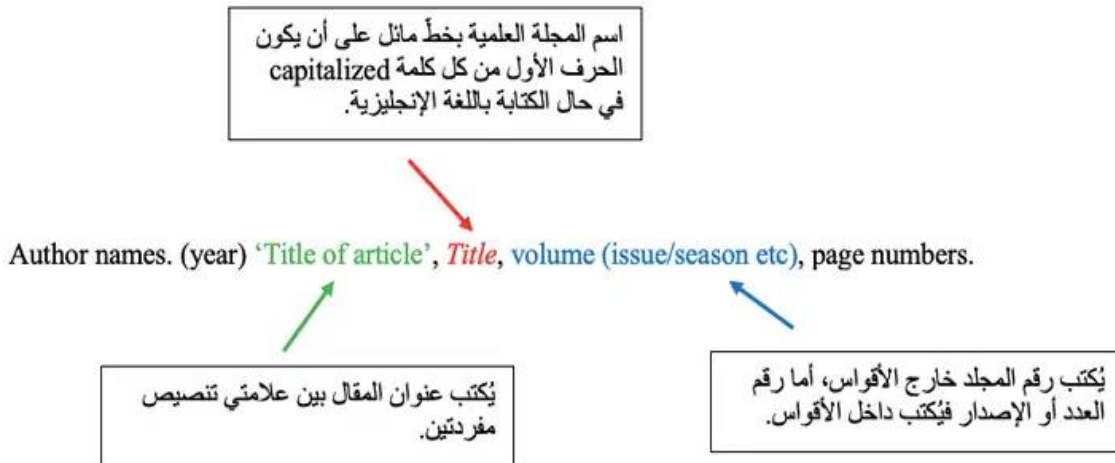 اسم المجلة العلمية بخطّ مائل على أن يكون
الحرف الأول من كل كلمة capitalized
في حال الكتابة باللغة الإنجليزية.
Author names. (year) ‘Title of article’, Title, volume (issue/season etc), page numbers.
يُكتب عنوان المقال بين علامتي تنصيص
مفردتين.
يُكتب رقم المجلد خارج الأقواس، أما رقم
العدد أو الإصدار فيُكتب داخل الأقواس.